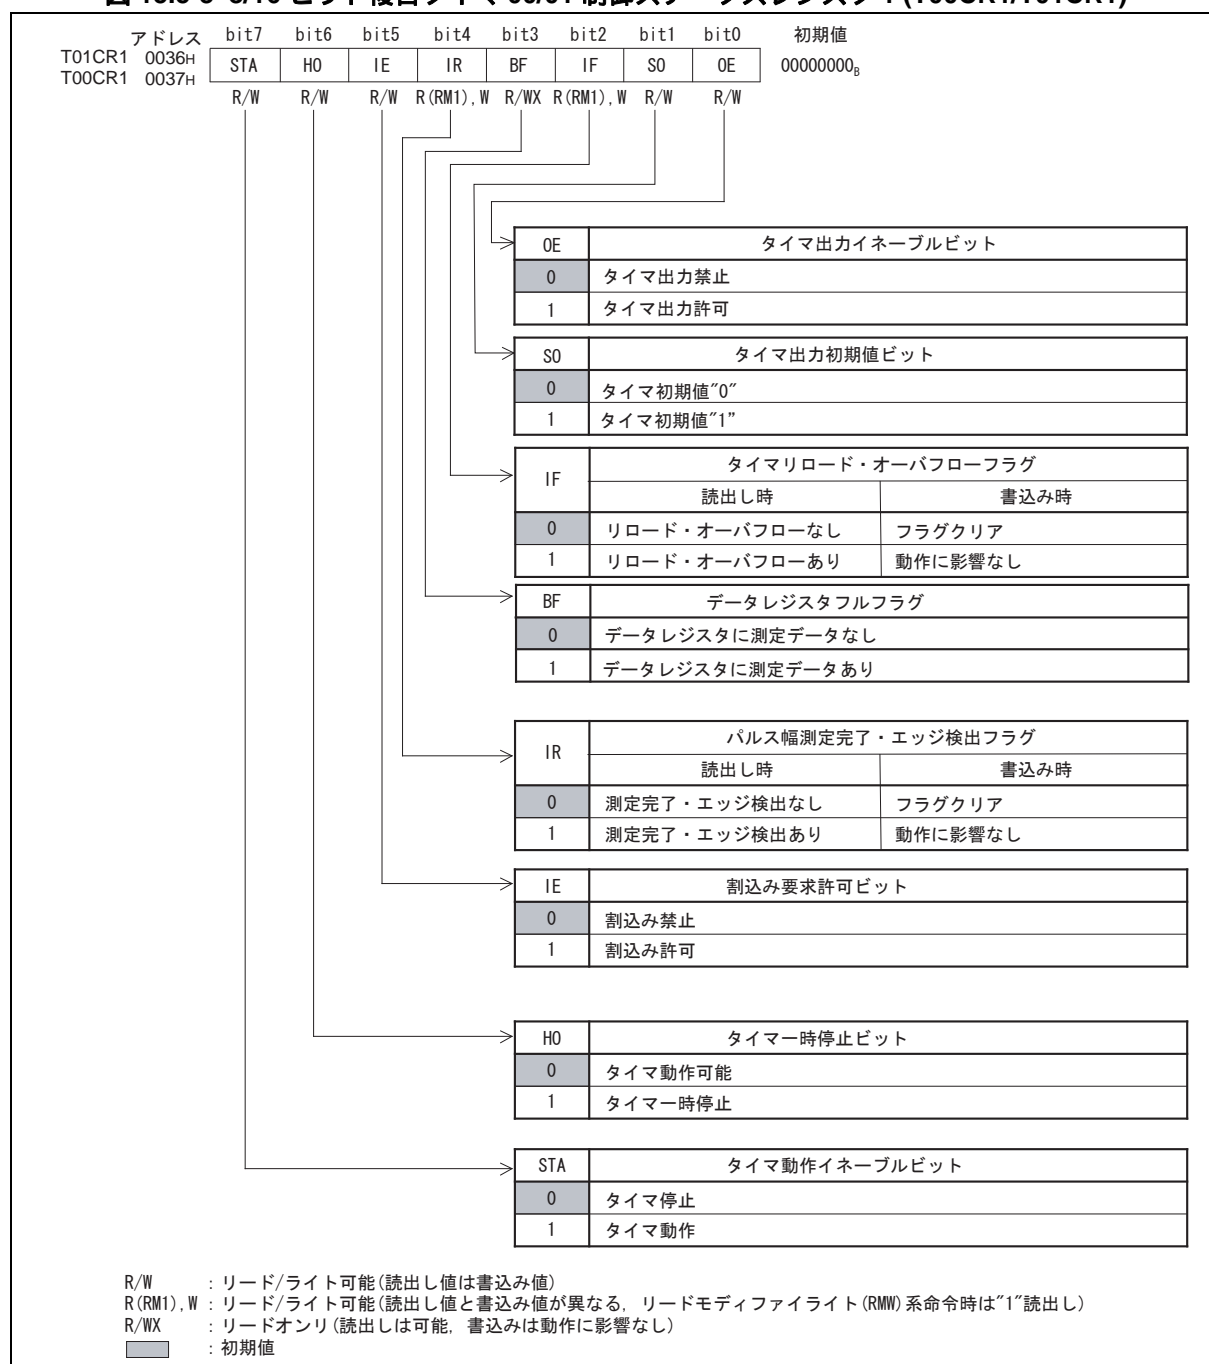 アドレス bit7 bit6 bit5 bit4 bit3 bit2 bit1 bit0 初期値
T01CR1 0036H STA HO IE IR BF IF SO OE 00000000B
T00CR1 0037H
R/W R/W R/W R(RM1),W R/WX R(RM1),W R/W R/W
OE タイマ出力イネーブルビット
0 タイマ出力禁止
1 タイマ出力許可
SO タイマ出力初期値ビット
0 タイマ初期値"0"
1 タイマ初期値"1"
IF タイマリロード・オーバフローフラグ
読出し時 書込み時
0 リロード・オーバフローなし フラグクリア
1 リロード・オーバフローあり 動作に影響なし
BF データレジスタフルフラグ
0 データレジスタに測定データなし
1 データレジスタに測定データあり
IR パルス幅測定完了・エッジ検出フラグ
読出し時 書込み時
0 測定完了・エッジ検出なし フラグクリア
1 測定完了・エッジ検出あり 動作に影響なし
IE 割込み要求許可ビット
0 割込み禁止
1 割込み許可
HO タイマ一時停止ビット
0 タイマ動作可能
1 タイマ一時停止
STA タイマ動作イネーブルビット
0 タイマ停止
1 タイマ動作
R/W : リード/ライト可能(読出し値は書込み値)
R(RM1),W : リード/ライト可能(読出し値と書込み値が異なる, リードモディファイライト(RMW)系命令時は"1"読出し)
R/WX : リードオンリ(読出しは可能, 書込みは動作に影響なし)
: 初期値